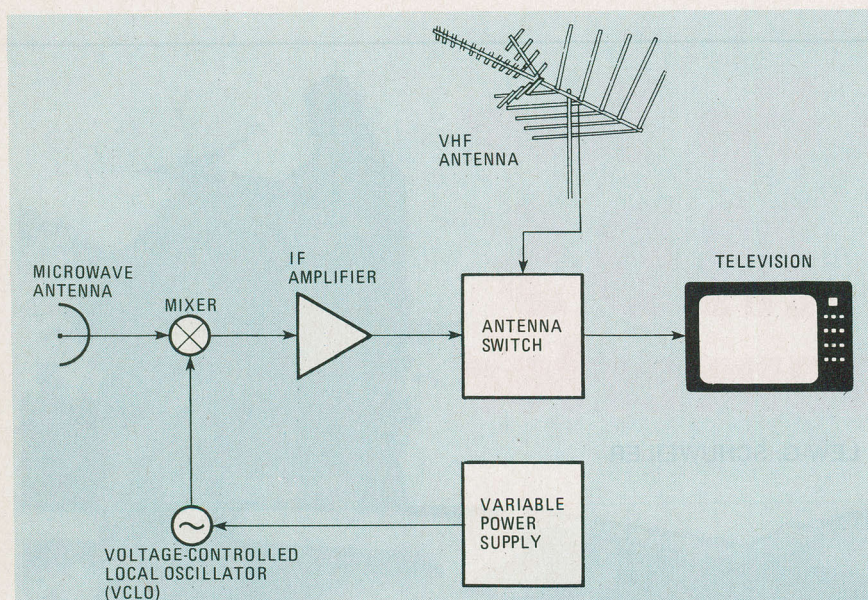 VHF
ANTENNA
IF
AMPLIFIER
TELEVISION
MICROWAVE
ANTENNA
MIXER
ANTENNA
SWITCH
VARIABLE
POWER
SUPPLY
VOLTAGE-CONTROLLED
LOCAL OSCILLATOR
(VCLO)